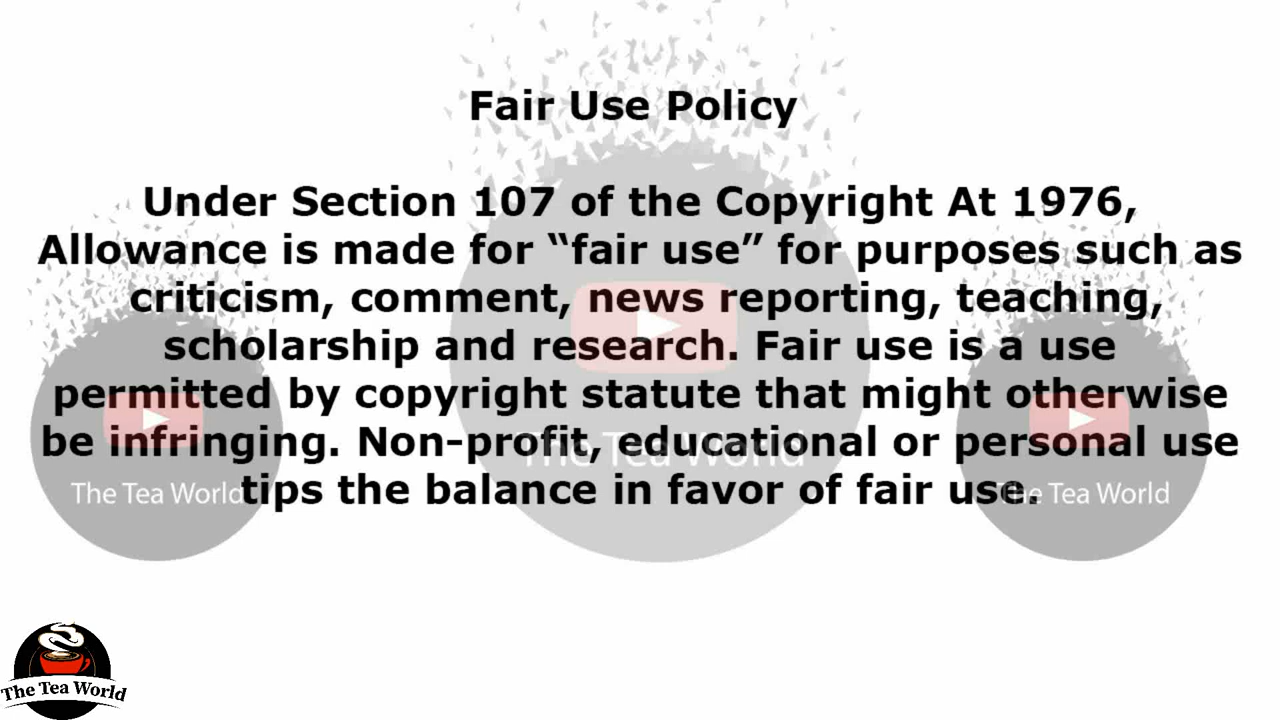 Fair Use Policy
Under Section 107 of the Copyright At 1976,
Allowance is made for “fair use” for purposes such as
criticism, comment, news reporting, teaching,
scholarship and research. Fair use is a use
permitted by copyright statute that might otherwise
be infringing. Non-profit, educational or personal use
tips the balance in favor of fair use.
The Tea World
The Tea World
The Tea World
The Tea World